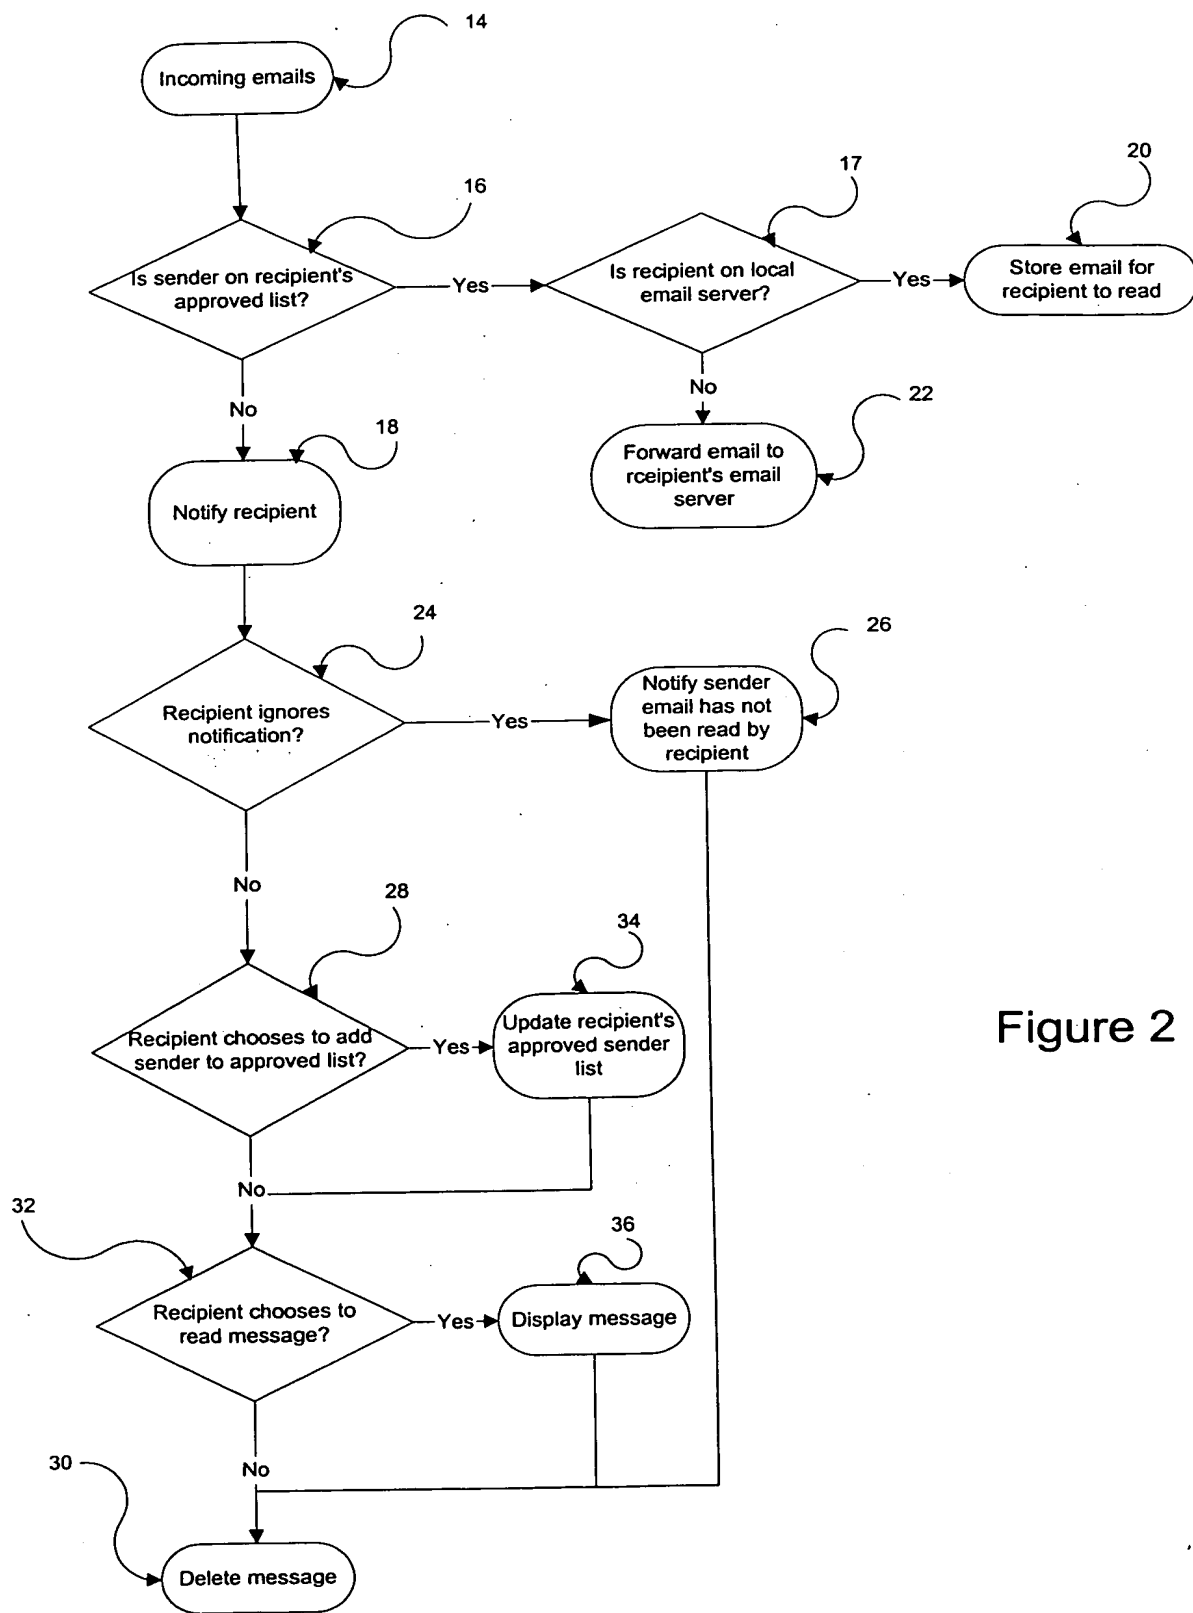 14
Incoming emails
16
17
20
Is sender on recipient's
approved list?
Yes
Is recipient on local
email server?
Yes
Store email for
recipient to read
No
No
22
18
Forward email to
rceipient's email
server
Notify recipient
24
26
Notify sender
email has not
been read by
recipient
Recipient ignores
notification?
Yes
No
28
34
Recipient chooses to add
sender to approved list?
Yes
Update recipient's
approved sender
list
Figure 2
No
32
36
Recipient chooses to
read message?
Yes
Display message
No
30
Delete message